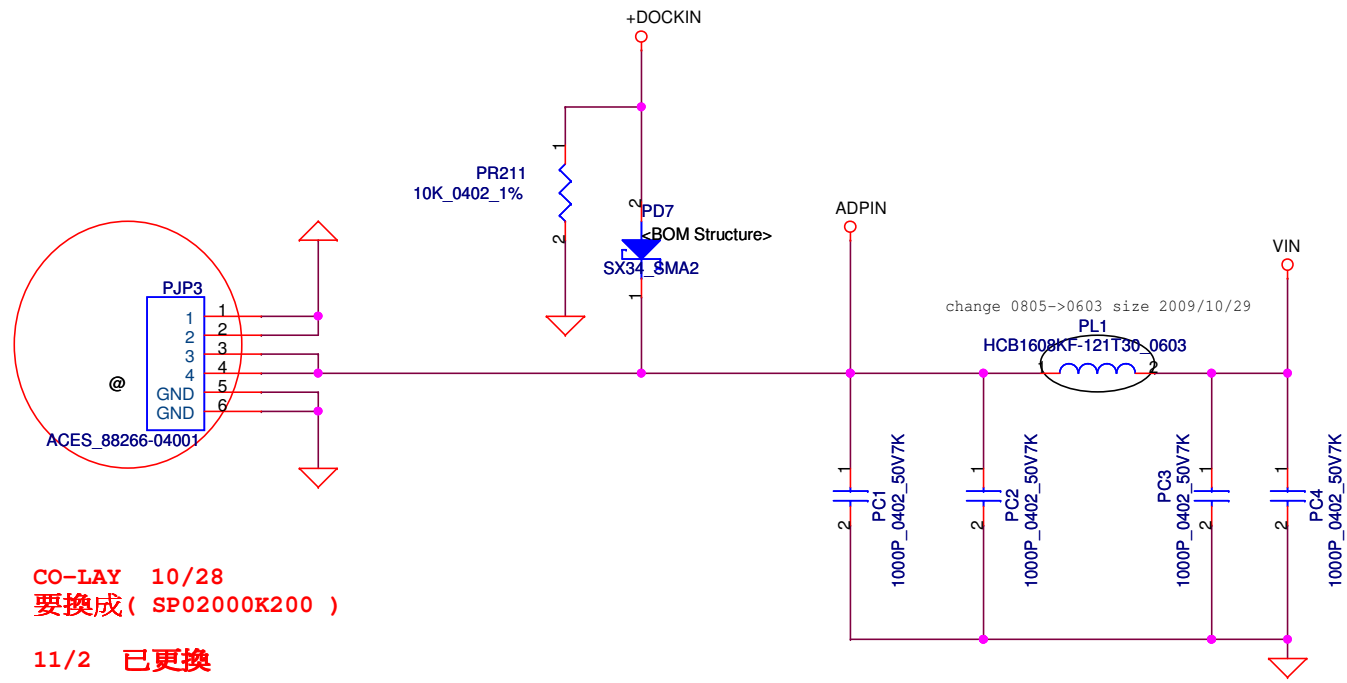 +DOCKIN
1
PR211
10K_0402_1%
2
2
PD7
<BOM Structure>
SX34_SMA2
1
ADPIN
VIN
change 0805->0603 size 2009/10/29
PL1
HCB1608KF-121T30_0603
1
2
PJP3
1 1
2 2
3 3
4 4
GND 5
GND 6
@
ACES_88266-04001
1
2
PC1
1000P_0402_50V7K
1
2
PC2
1000P_0402_50V7K
1
2
PC3
1000P_0402_50V7K
1
2
PC4
1000P_0402_50V7K
CO-LAY 10/28
要換成( SP02000K200 )
11/2 已更換